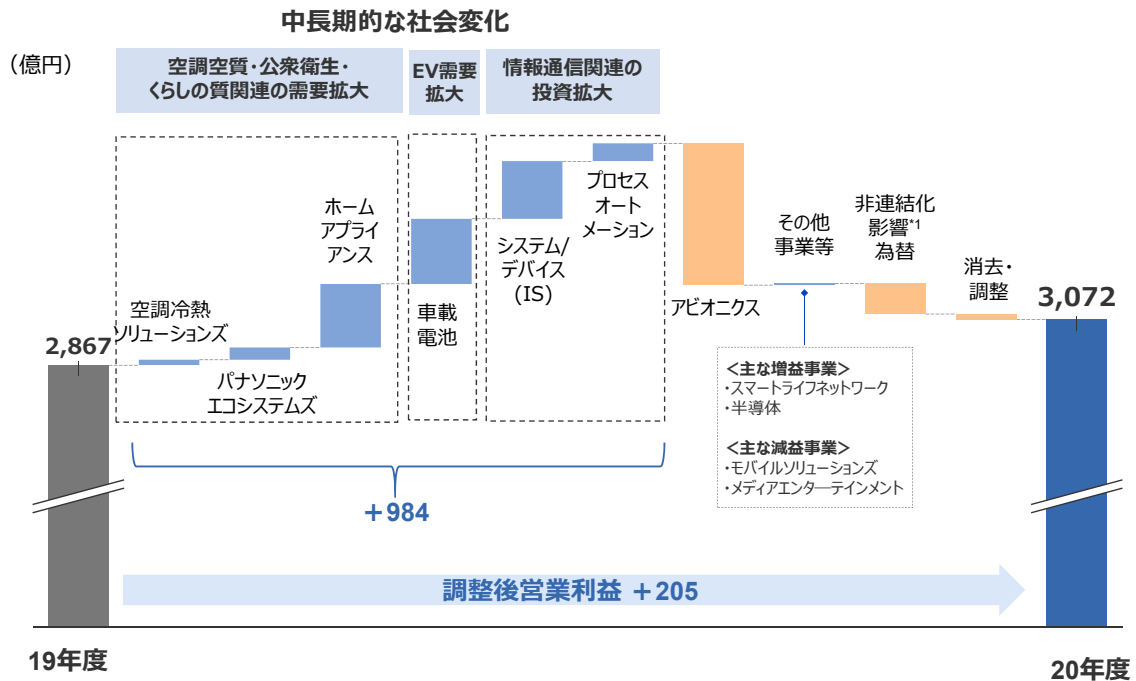 中長期的な社会変化
（億円）
空調空質・公衆衛生・
くらしの質関連の需要拡大
EV需要
拡大
情報通信関連の
投資拡大
2,867
空調冷熱
ソリューションズ
パナソニック
エコシステムズ
ホーム
アプライ
アンス
車載
電池
システム/
デバイス
(IS)
プロセス
オート
メーション
アビオニクス
その他
事業等
非連結化
影響*1
為替
消去・
調整
3,072
＜主な増益事業＞
・スマートライフネットワーク
・半導体
＜主な減益事業＞
・モバイルソリューションズ
・メディアエンターテインメント
＋984
調整後営業利益 ＋205
19年度
20年度